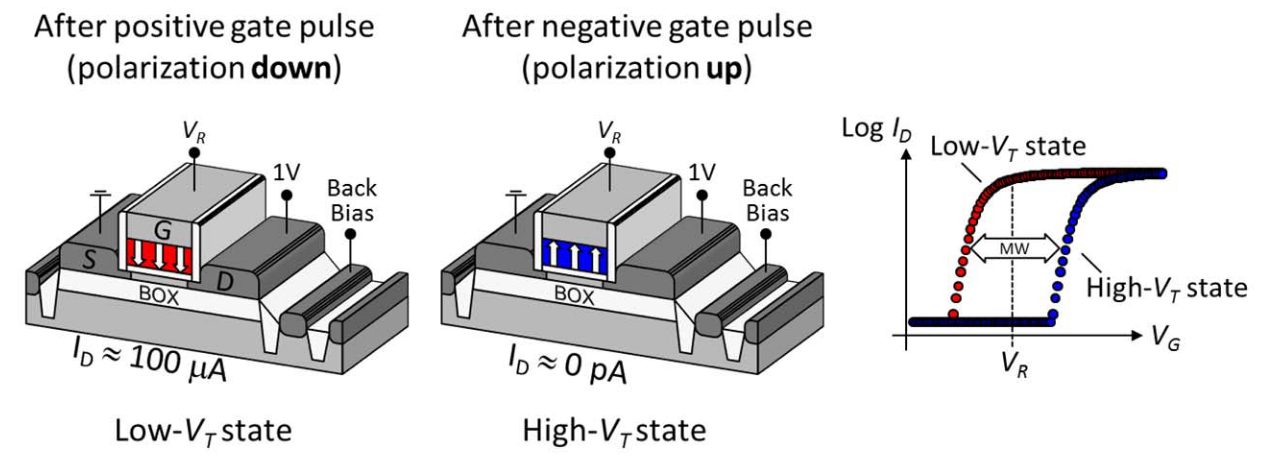 After positive gate pulse
(polarization down)
V_R
1V
Back
Bias
G
S
D
BOX
I_D ≈ 100 μA
Low-V_T state
After negative gate pulse
(polarization up)
V_R
1V
Back
Bias
BOX
I_D ≈ 0 pA
High-V_T state
Log I_D
Low-V_T state
MW
High-V_T state
V_G
V_R